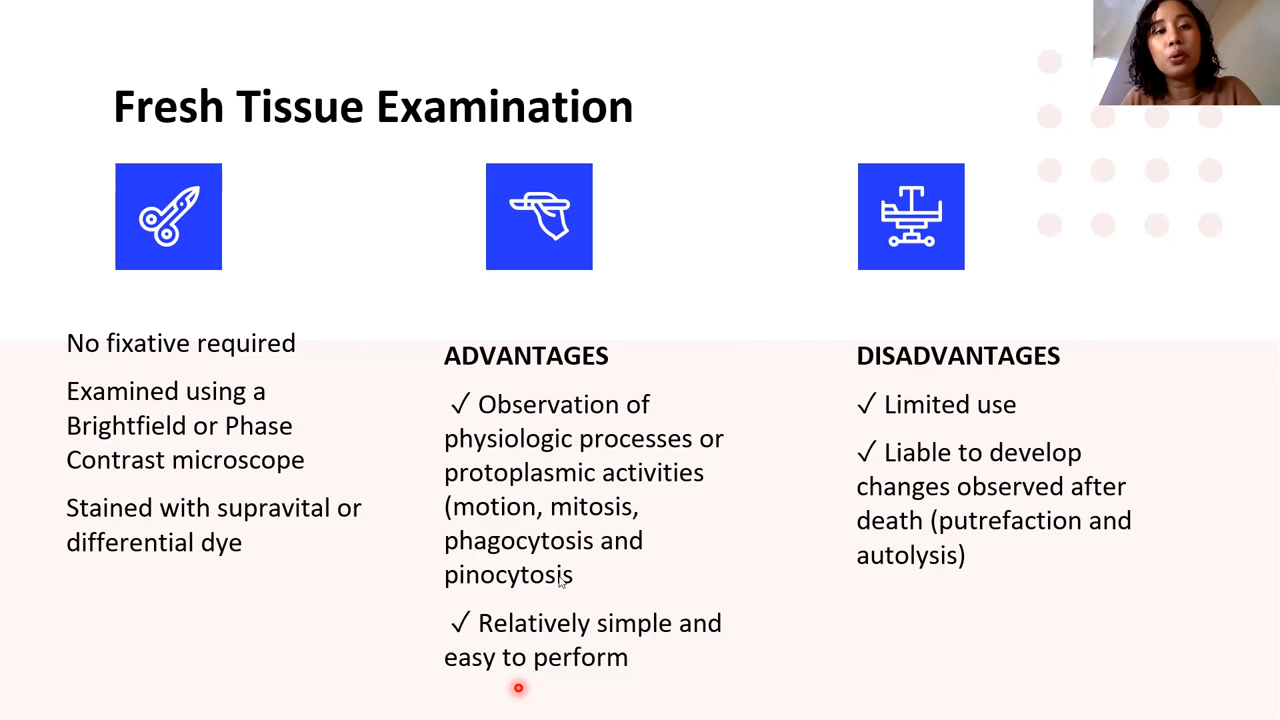 Fresh Tissue Examination
No fixative required
Examined using a
Brightfield or Phase
Contrast microscope
Stained with supravital or
differential dye
ADVANTAGES
✓ Observation of
physiologic processes or
protoplasmic activities
(motion, mitosis,
phagocytosis and
pinocytosis
✓ Relatively simple and
easy to perform
DISADVANTAGES
✓ Limited use
✓ Liable to develop
changes observed after
death (putrefaction and
autolysis)